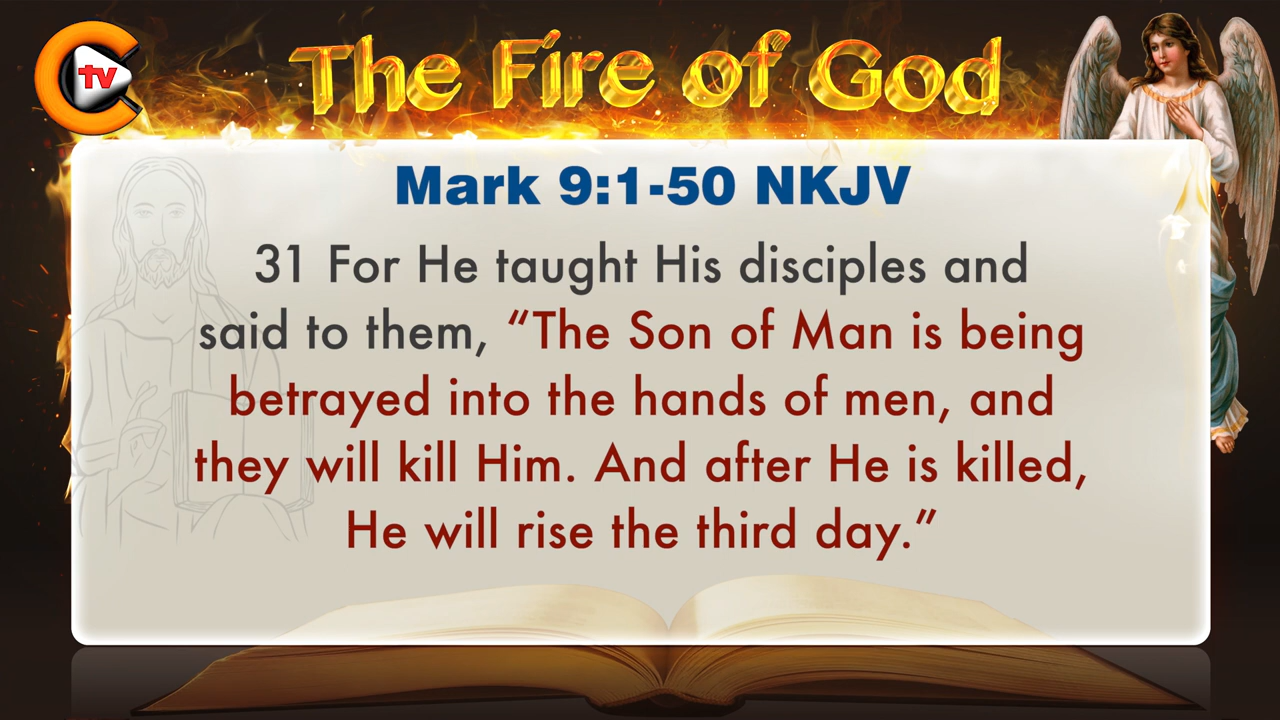 tv
The Fire of God
Mark 9:1-50 NKJV
31 For He taught His disciples and
said to them, “The Son of Man is being
betrayed into the hands of men, and
they will kill Him. And after He is killed,
He will rise the third day.”